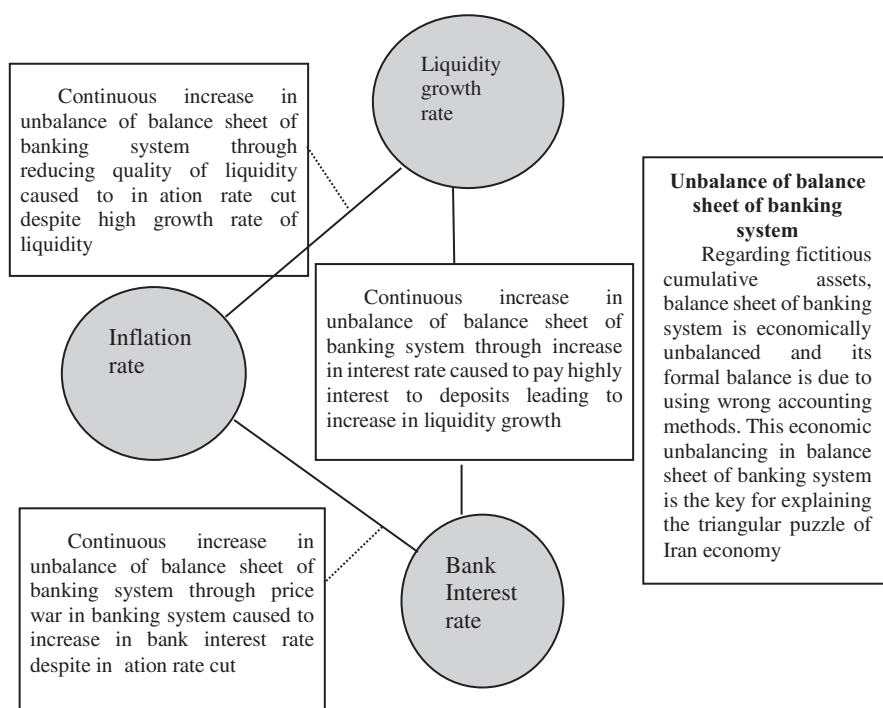 Liquidity
growth
rate
Continuous increase in
unbalance of balance sheet of
banking system through
reducing quality of liquidity
caused to in ation rate cut
despite high growth rate of
liquidity
Unbalance of balance
sheet of banking
system
Regarding fictitious
cumulative assets,
balance sheet of banking
system is economically
unbalanced and its
formal balance is due to
using wrong accounting
methods. This economic
unbalancing in balance
sheet of banking system
is the key for explaining
the triangular puzzle of
Iran economy
Inflation
rate
Continuous increase in
unbalance of balance sheet of
banking system through increase
in interest rate caused to pay highly
interest to deposits leading to
increase in liquidity growth
Continuous increase in
unbalance of balance sheet of
banking system through price
war in banking system caused to
increase in bank interest rate
despite in ation rate cut
Bank
Interest
rate